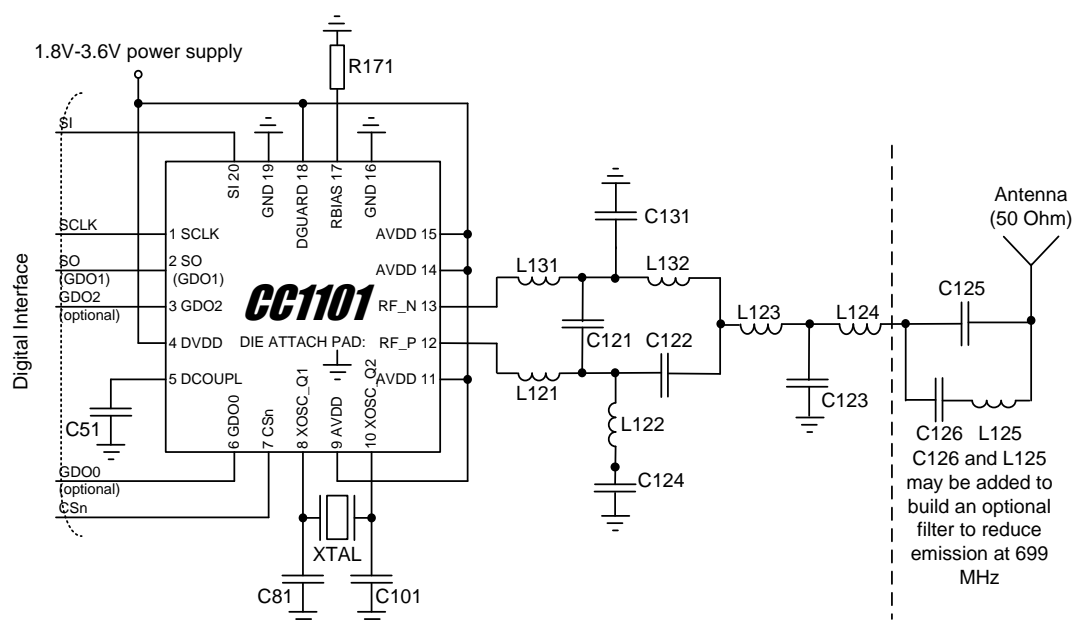 1.8V-3.6V power supply
R171
SI
SI 20
GND 19
DGUARD 18
RBIAS 17
GND 16
Antenna
(50 Ohm)
C131
SCLK
1 SCLK
AVDD 15
SO
(GDO1)
2 SO
(GDO1)
AVDD 14
L131
L132
C125
GDO2
(optional)
3 GDO2
CC1101
RF_N 13
L123
L124
Digital Interface
4 DVDD
DIE ATTACH PAD:
RF_P 12
C121
C122
5 DCOUPL
AVDD 11
L121
C123
C51
6 GDO0
7 CSn
8 XOSC_Q1
9 AVDD
10 XOSC_Q2
L122
C126
L125
GDO0
(optional)
C124
CSn
XTAL
C81
C101
C126 and L125
may be added to
build an optional
filter to reduce
emission at 699
MHz